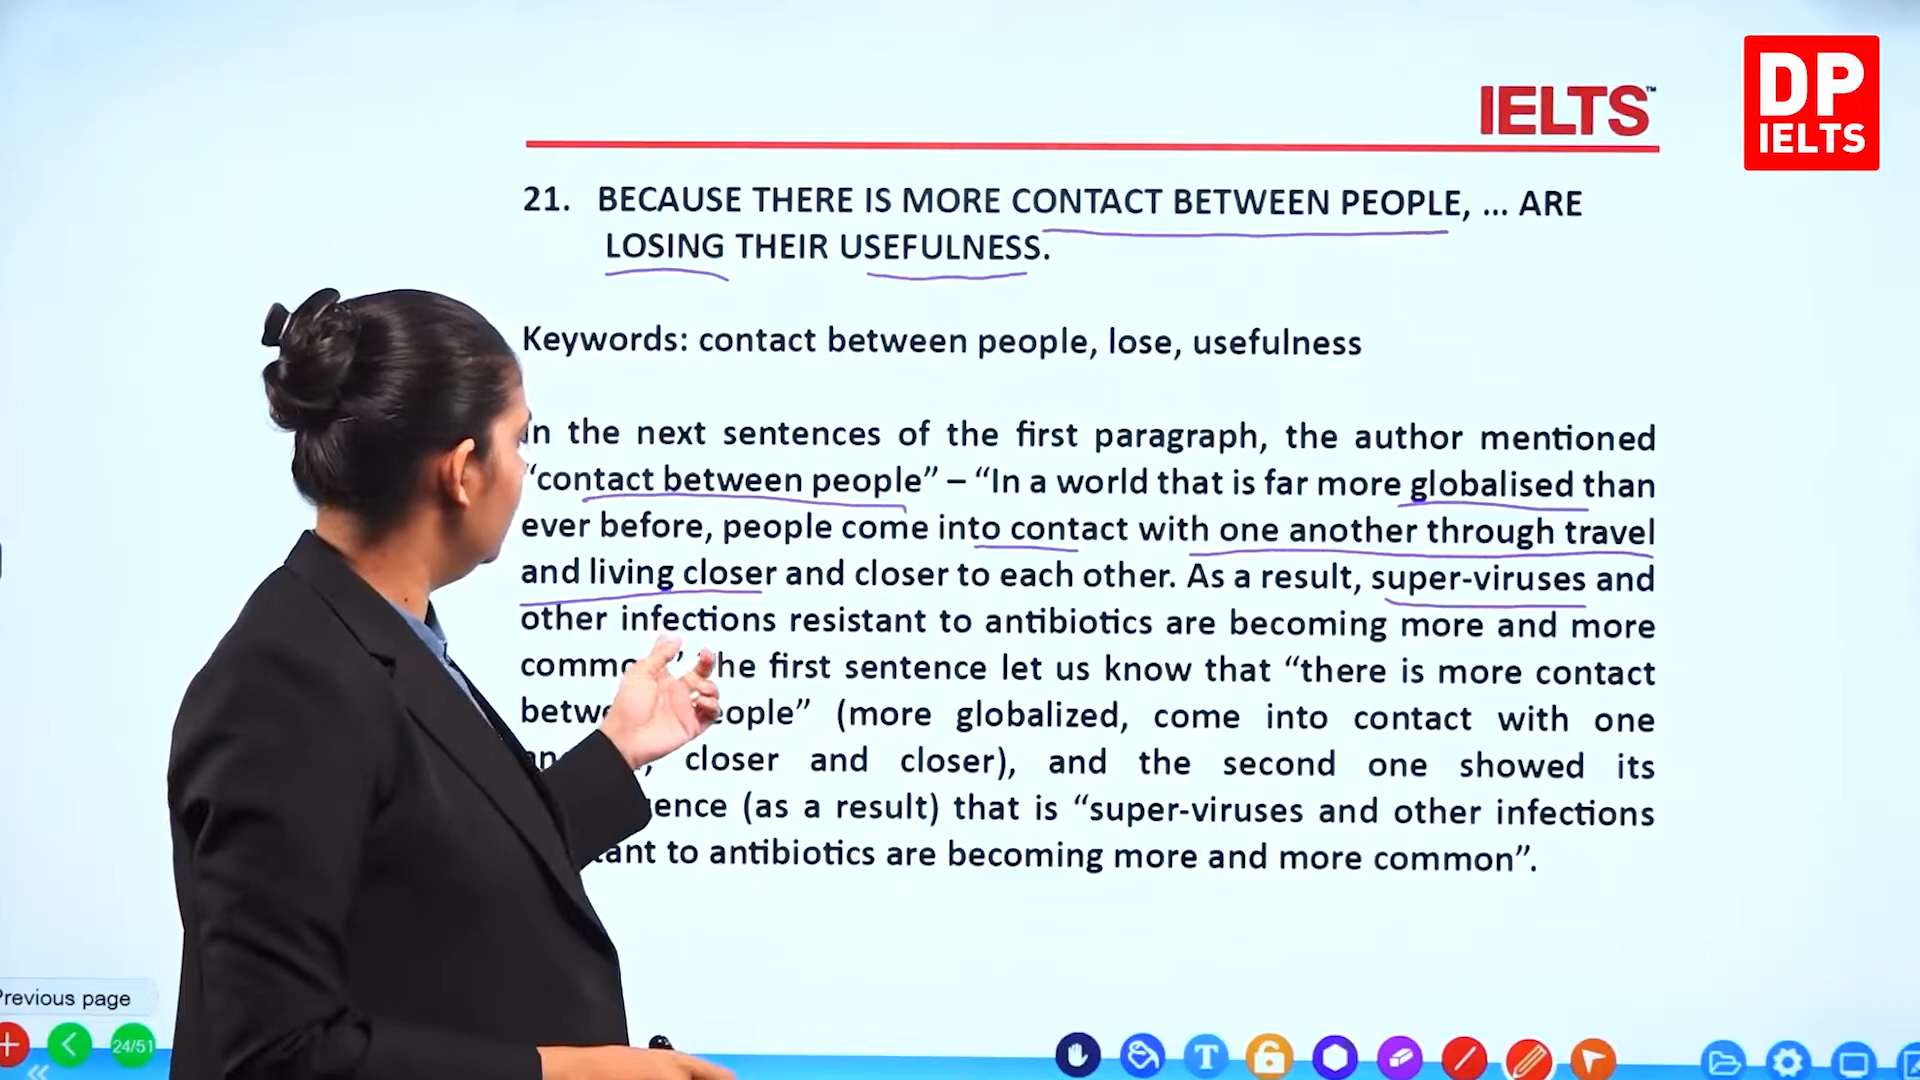 DP
IELTS
IELTS™
21. BECAUSE THERE IS MORE CONTACT BETWEEN PEOPLE, ... ARE
LOSING THEIR USEFULNESS.
Keywords: contact between people, lose, usefulness
In the next sentences of the first paragraph, the author mentioned
“contact between people” – “In a world that is far more globalised than
ever before, people come into contact with one another through travel
and living closer and closer to each other. As a result, super-viruses and
other infections resistant to antibiotics are becoming more and more
first sentence let us know that “there is more contact
(more globalized, come into contact with one
closer and closer), and the second one showed its
(as a result) that is “super-viruses and other infections
to antibiotics are becoming more and more common”.
Previous page
24/51
T